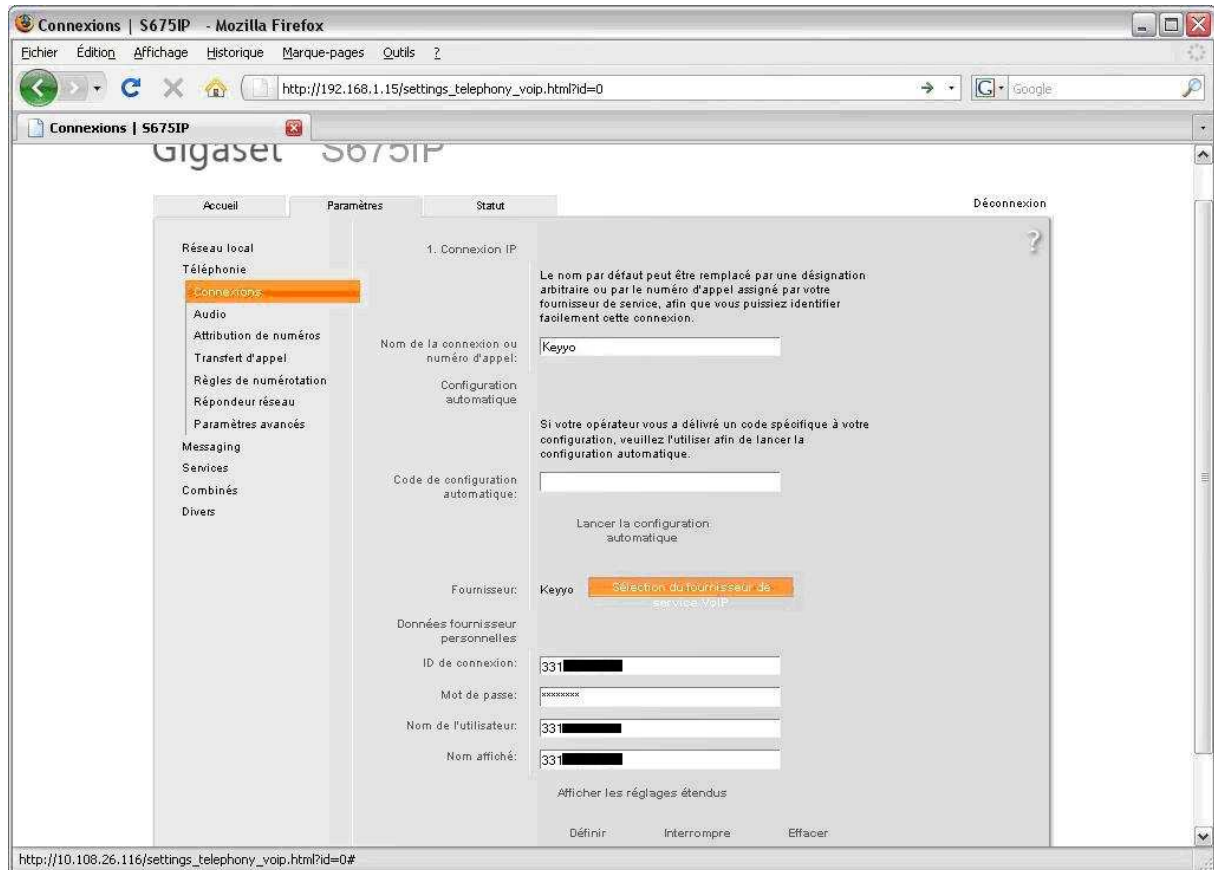 Connexions | S675IP - Mozilla Firefox
Fichier Édition Affichage Historique Marque-pages Outils ?
http://192.168.1.15/settings_telephony_voip.html?id=0
G Google
Connexions | S675IP
Gigaset S675IP
Accueil Paramètres Statut Déconnexion
Réseau local
Téléphonie
Connexions
Audio
Attribution de numéros
Transfert d'appel
Règles de numérotation
Répondeur réseau
Paramètres avancés
Messaging
Services
Combinés
Divers
1. Connexion IP
?
Le nom par défaut peut être remplacé par une désignation
arbitraire ou par le numéro d'appel assigné par votre
fournisseur de service, afin que vous puissiez identifier
facilement cette connexion.
Nom de la connexion ou
numéro d'appel:
Keyyo
Configuration
automatique
Si votre opérateur vous a délivré un code spécifique à votre
configuration, veuillez l'utiliser afin de lancer la
configuration automatique.
Code de configuration
automatique:
Lancer la configuration
automatique
Fournisseur: Keyyo
Sélection du fournisseur de
service VoIP
Données fournisseur
personnelles
ID de connexion: 331
Mot de passe: ********
Nom de l'utilisateur: 331
Nom affiché: 331
Afficher les réglages étendus
Définir Interrompre Effacer
http://10.108.26.116/settings_telephony_voip.html?id=0#